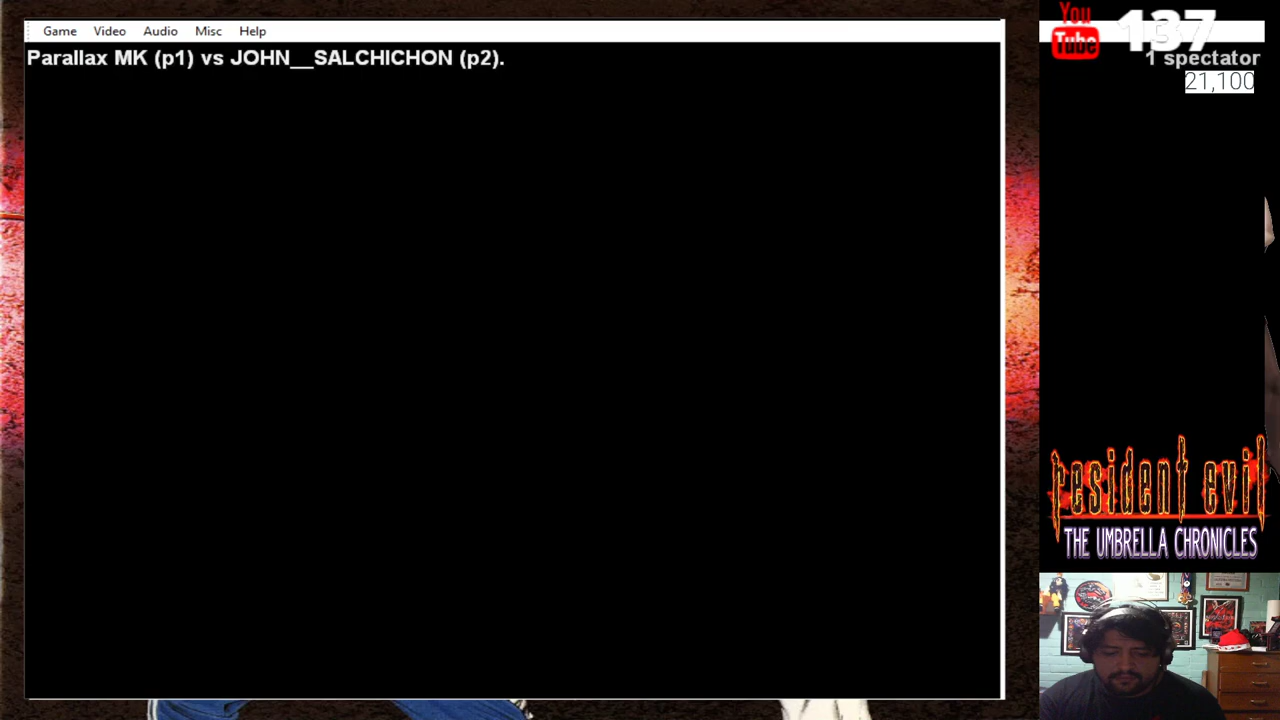 Game Video Audio Misc Help
Parallax MK (p1) vs JOHN__SALCHICHON (p2).
You
Tube
137
1 spectator
21,100
resident evil
THE UMBRELLA CHRONICLES